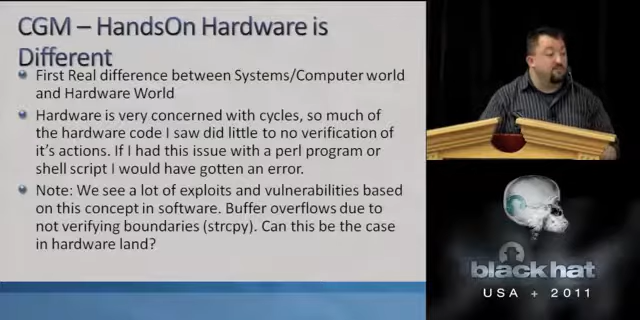 CGM – HandsOn Hardware is
Different
First Real difference between Systems/Computer world
and Hardware World
Hardware is very concerned with cycles, so much of
the hardware code I saw did little to no verification of
it's actions. If I had this issue with a perl program or
shell script I would have gotten an error.
Note: We see a lot of exploits and vulnerabilities based
on this concept in software. Buffer overflows due to
not verifying boundaries (strcpy). Can this be the case
in hardware land?
black hat
USA + 2011